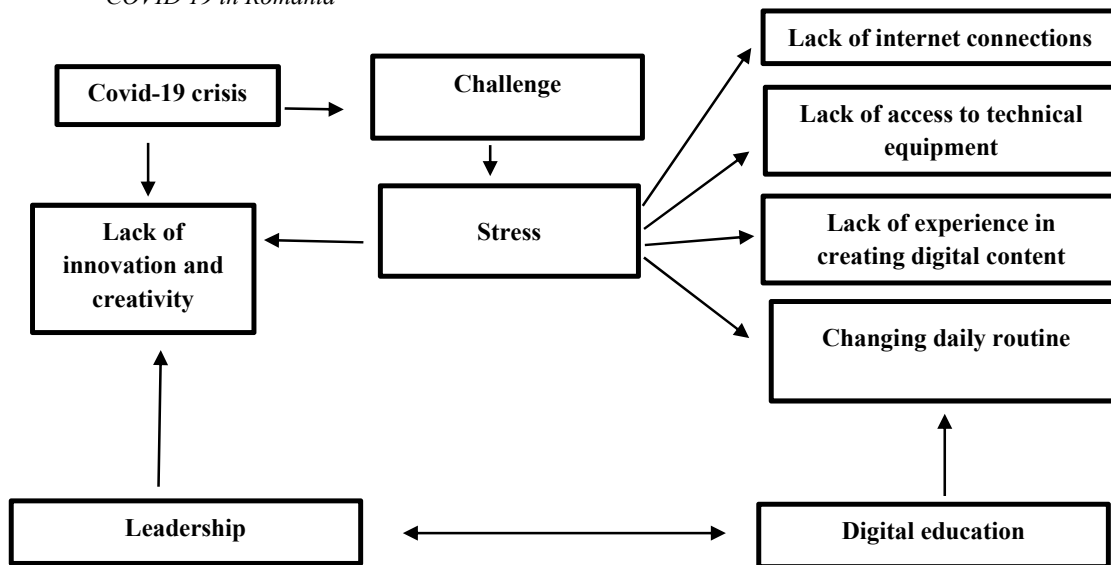 COVID 19 in Romania
Lack of internet connections
Covid-19 crisis
Challenge
Lack of access to technical
equipment
Lack of
innovation and
creativity
Stress
Lack of experience in
creating digital content
Changing daily routine
Leadership
Digital education